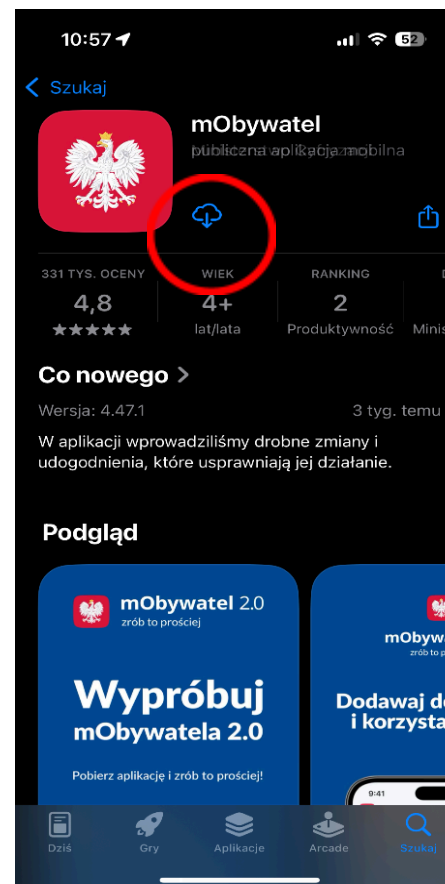 10:57
52
Szukaj
mObywatel
publiczna aplikacja mobilna
331 TYS. OCENY
WIEK
RANKING
4,8
4+
2
lat/lata
Produktywność
Minis
Co nowego
Wersja: 4.47.1
3 tyg. temu
W aplikacji wprowadziliśmy drobne zmiany i
udogodnienia, które usprawniają jej działanie.
Podgląd
mObywatel 2.0
zrób to prościej
Wypróbuj
mObywatela 2.0
Pobierz aplikację i zrób to prościej!
mObywa
zrób to p
Dodawaj do
i korzysta
9:41
Dziś
Gry
Aplikacje
Arcade
Szukaj